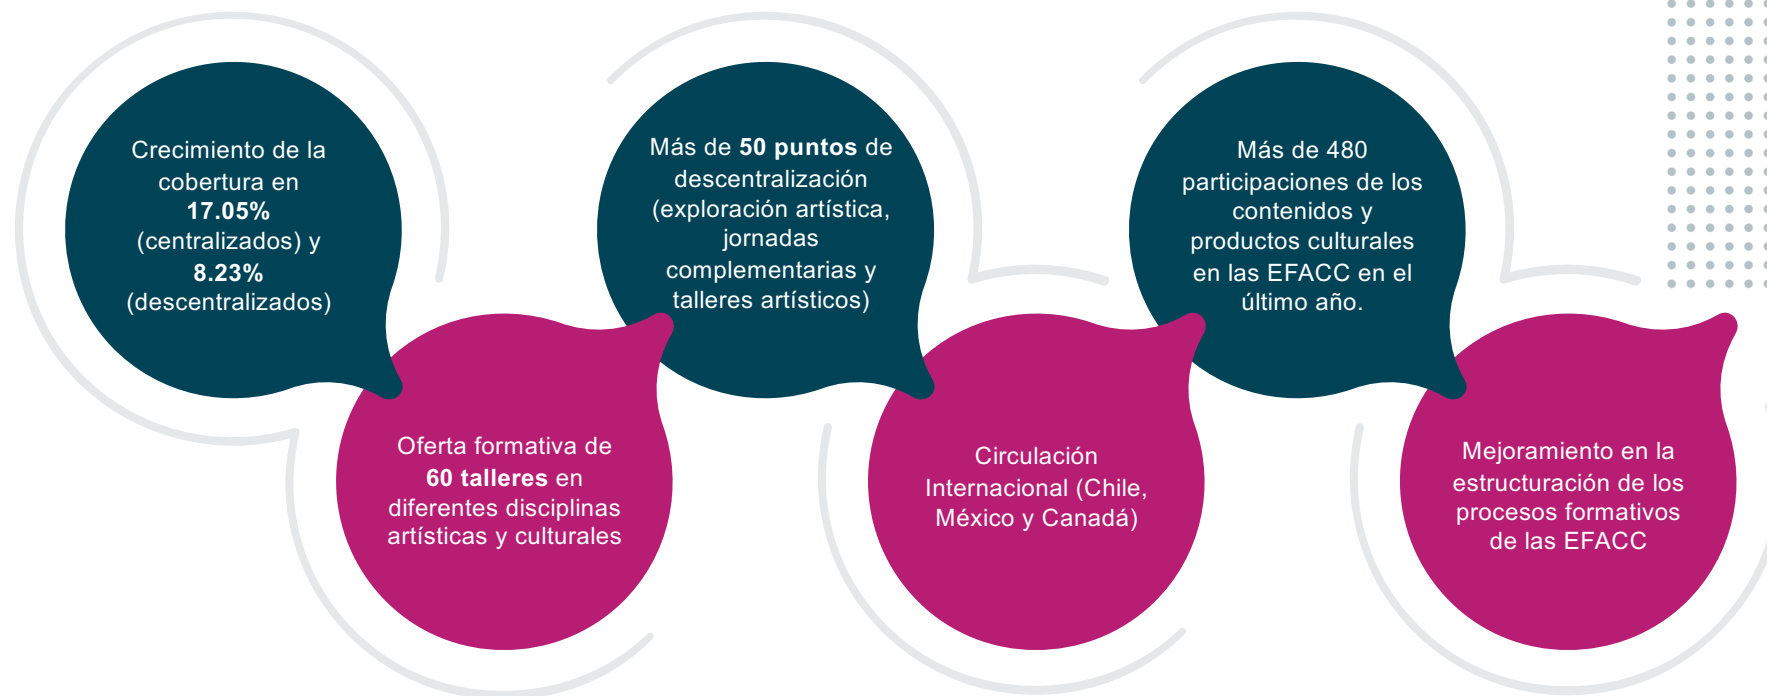 Crecimiento de la
cobertura en
17.05%
(centralizados) y
8.23%
(descentralizados)
Oferta formativa de
60 talleres en
diferentes disciplinas
artísticas y culturales
Más de 50 puntos de
descentralización
(exploración artística,
jornadas
complementarias y
talleres artísticos)
Circulación
Internacional (Chile,
México y Canadá)
Más de 480
participaciones de los
contenidos y
productos culturales
en las EFACC en el
último año.
Mejoramiento en la
estructuración de los
procesos formativos
de las EFACC